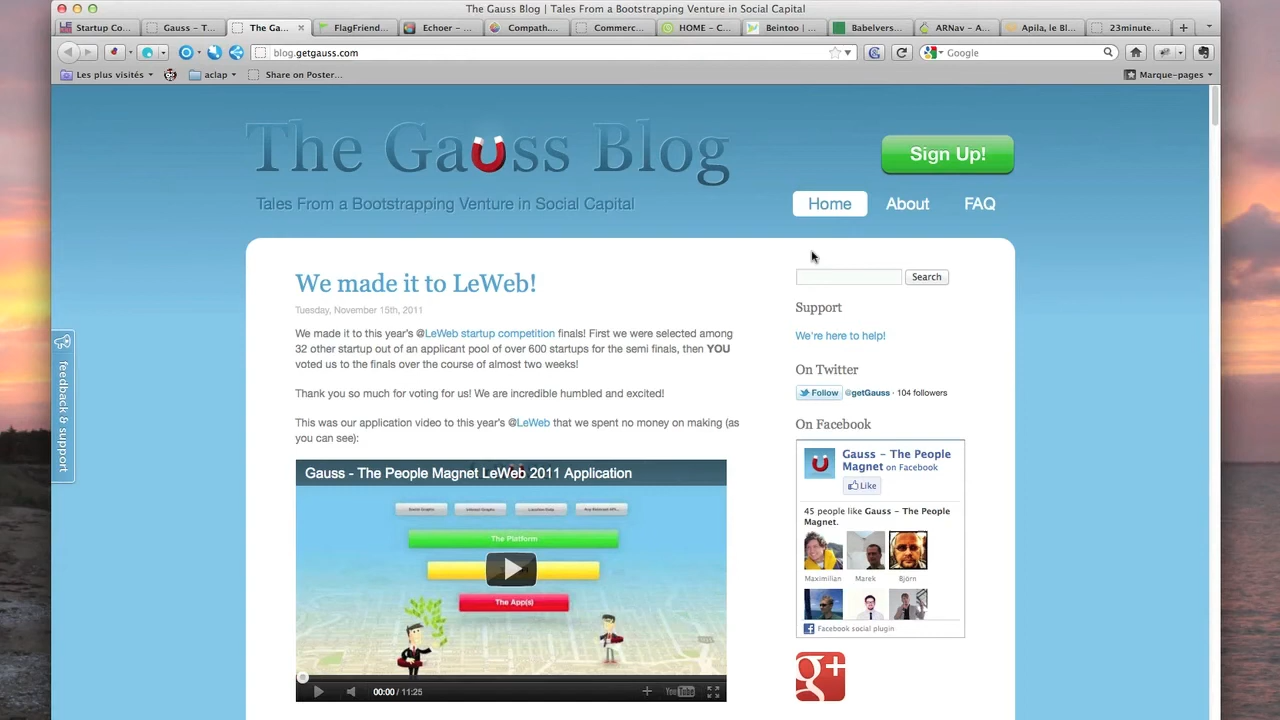 The Gauss Blog | Tales From a Bootstrapping Venture in Social Capital
Startup Co...
Gauss – T...
The Ga...
FlagFriend...
Echoer – ...
Compath...
Commerc...
HOME – C...
Beintoo | ...
Babelvers...
ARNav – ...
Apila, le Bl...
23minute...
blog.getgauss.com
Google
Les plus visités
aclap
Share on Poster...
Marque-pages
The Gauss Blog
Tales From a Bootstrapping Venture in Social Capital
Sign Up!
Home
About
FAQ
We made it to LeWeb!
Tuesday, November 15th, 2011
We made it to this year's @LeWeb startup competition finals! First we were selected among
32 other startup out of an applicant pool of over 600 startups for the semi finals, then YOU
voted us to the finals over the course of almost two weeks!
Thank you so much for voting for us! We are incredible humbled and excited!
This was our application video to this year's @LeWeb that we spent no money on making (as
you can see):
Gauss - The People Magnet LeWeb 2011 Application
Social Graphs
Interest Graphs
Location Data
The Platform
The App(s)
00:00 / 11:25
YouTube
Search
Support
We're here to help!
On Twitter
Follow
@getGauss · 104 followers
On Facebook
Gauss – The People
Magnet on Facebook
Like
45 people like Gauss – The People
Magnet.
Maximilian
Marek
Björn
Facebook social plugin
g+
feedback & support